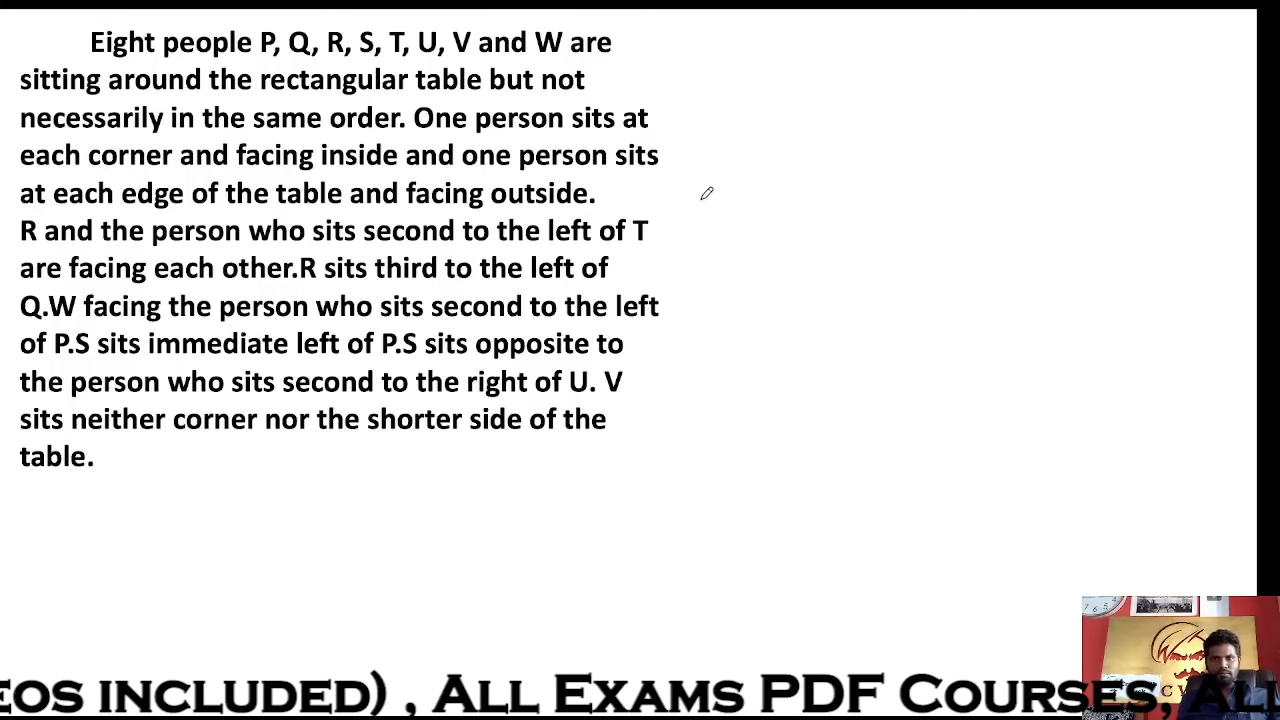 Eight people P, Q, R, S, T, U, V and W are
sitting around the rectangular table but not
necessarily in the same order. One person sits at
each corner and facing inside and one person sits
at each edge of the table and facing outside.
R and the person who sits second to the left of T
are facing each other.R sits third to the left of
Q.W facing the person who sits second to the left
of P.S sits immediate left of P.S sits opposite to
the person who sits second to the right of U. V
sits neither corner nor the shorter side of the
table.
EOS INCLUDED) , ALL EXAMS PDF COURSES, ALL